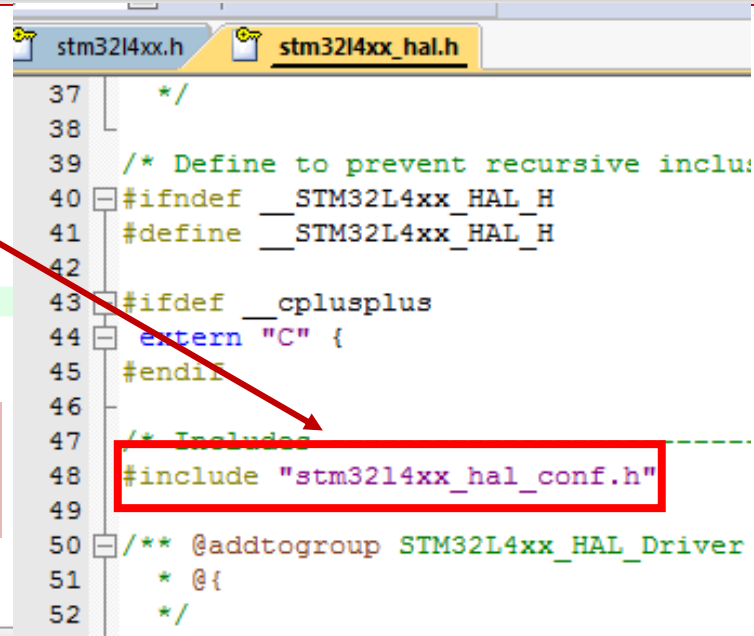 stm32l4xx.h stm32l4xx_hal.h
37 */
38
39 /* Define to prevent recursive inclus
40 #ifndef __STM32L4xx_HAL_H
41 #define __STM32L4xx_HAL_H
42
43 #ifdef __cplusplus
44 extern "C" {
45 #endif
46
47 /* Includes ------
48 #include "stm32l4xx_hal_conf.h"
49
50 /** @addtogroup STM32L4xx_HAL_Driver
51 * @{
52 */